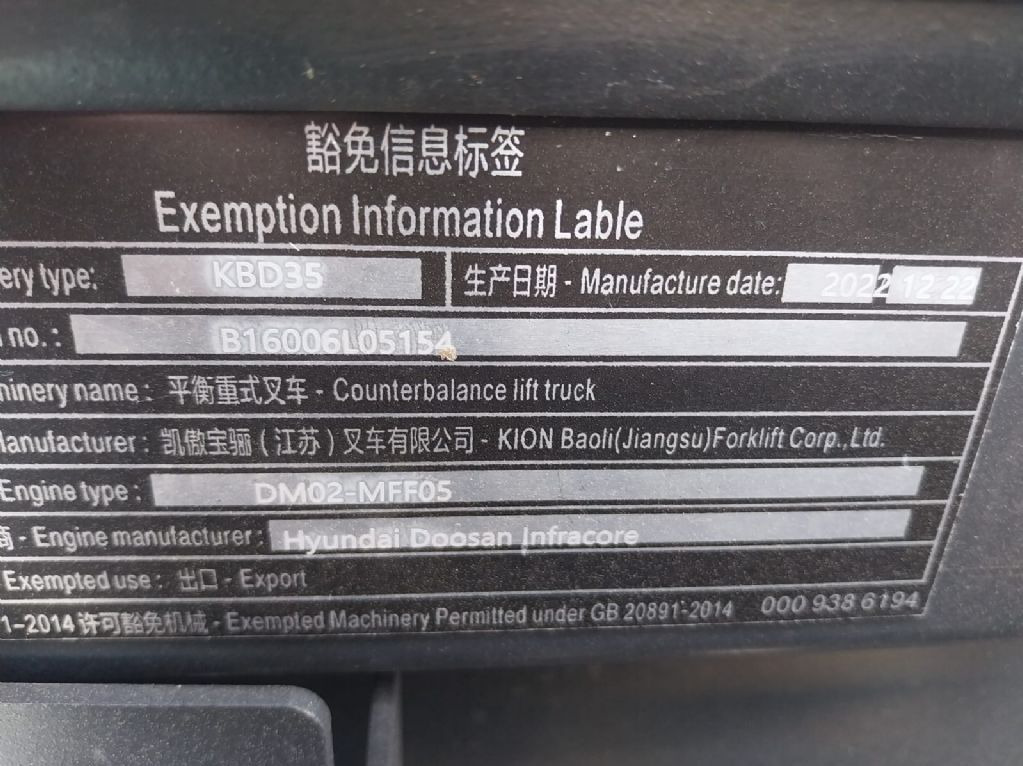 豁免信息标签
Exemption Information Lable
ery type: KBD35 生产日期 - Manufacture date: 2022 12 22
no.: B16006L05154
hinery name: 平衡重式叉车 - Counterbalance lift truck
Manufacturer: 凯傲宝骊(江苏)叉车有限公司 - KION Baoli(Jiangsu)Forklift Corp.,Ltd.
Engine type: DM02-MFF05
商 - Engine manufacturer: Hyundai Doosan Infracore
Exempted use: 出口 - Export
1-2014 许可豁免机械 - Exempted Machinery Permitted under GB 20891-2014 000 938 6194